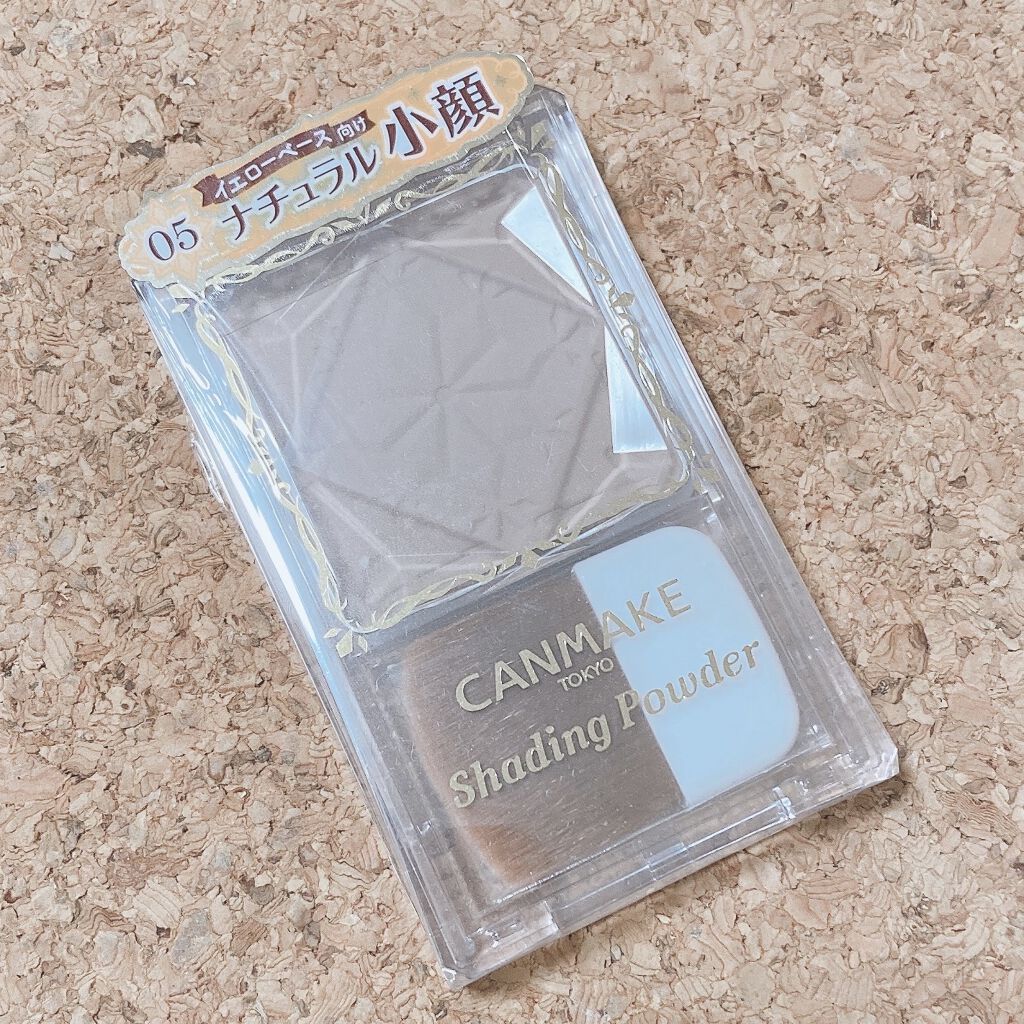 イエローベース向け
05 ナチュラル小顔
CANMAKE
TOKYO
Shading Powder